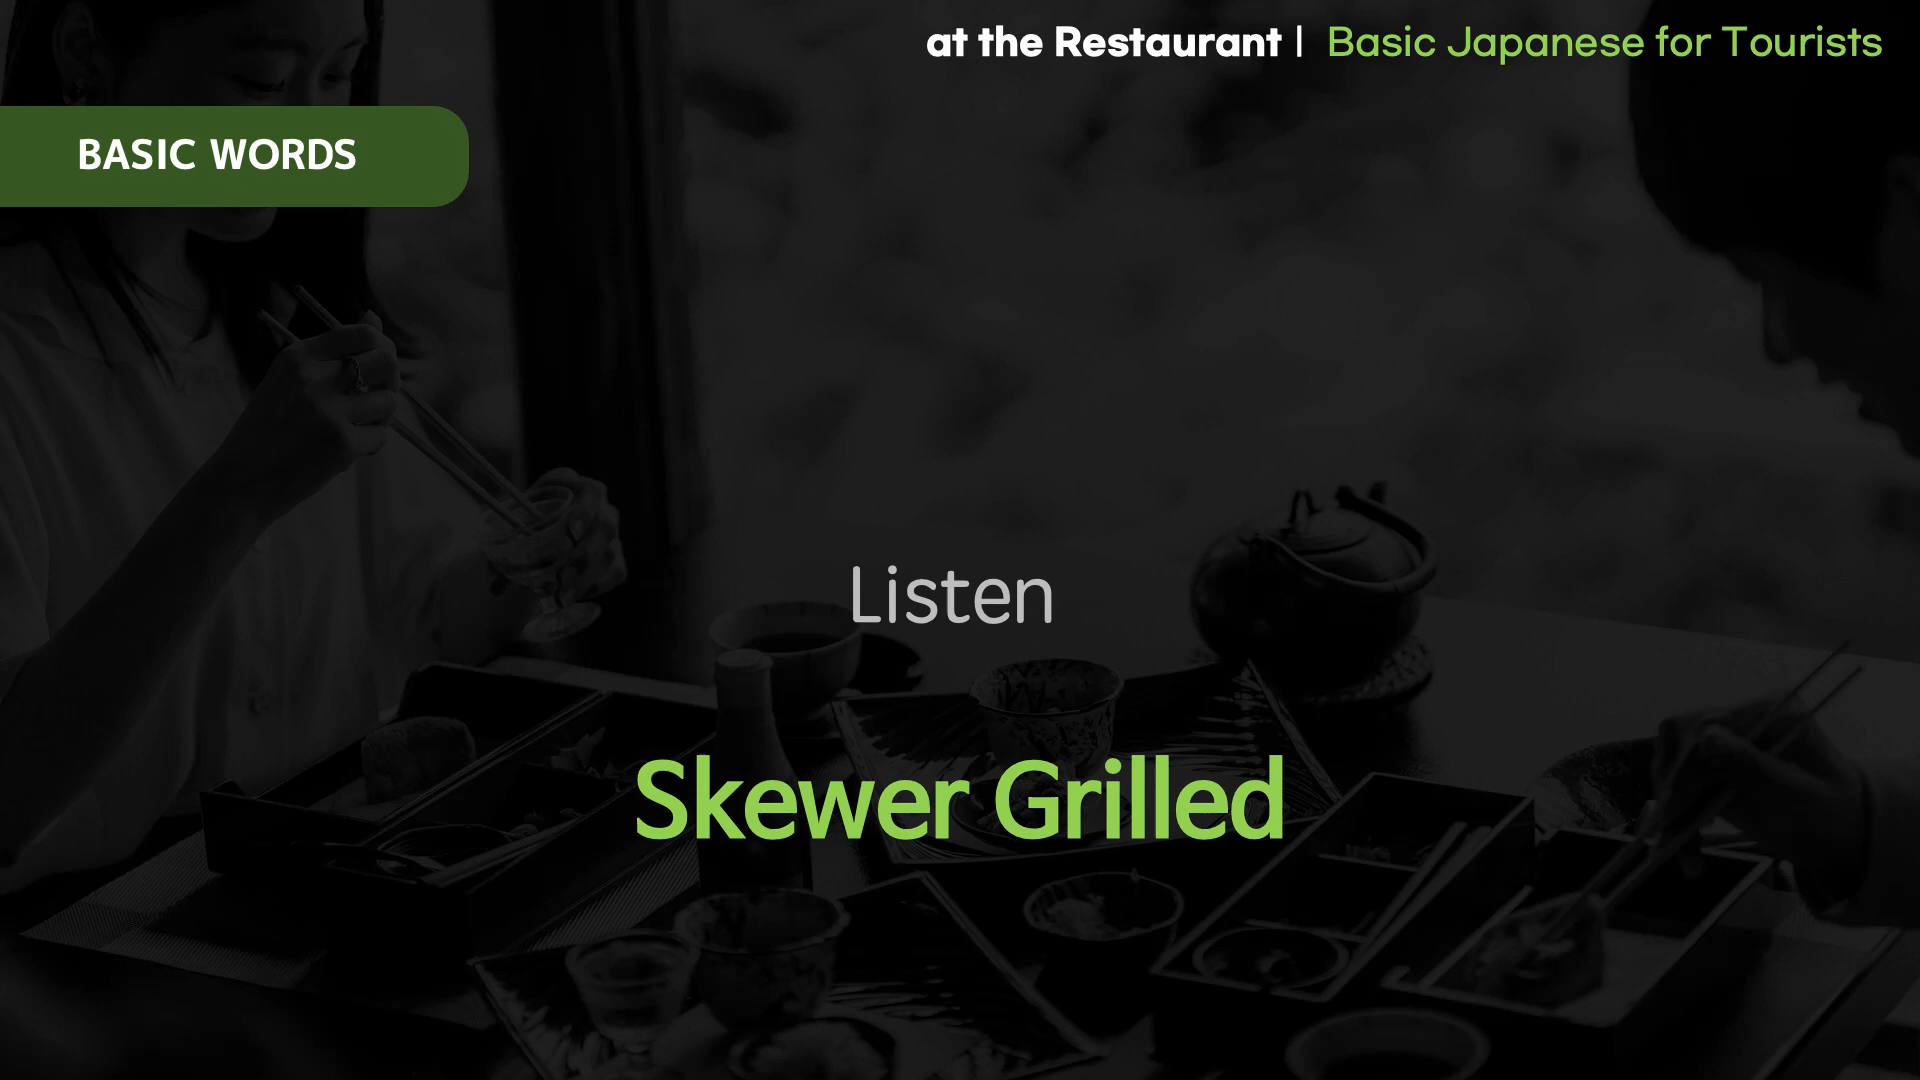 at the Restaurant | Basic Japanese for Tourists
BASIC WORDS
Listen
Skewer Grilled